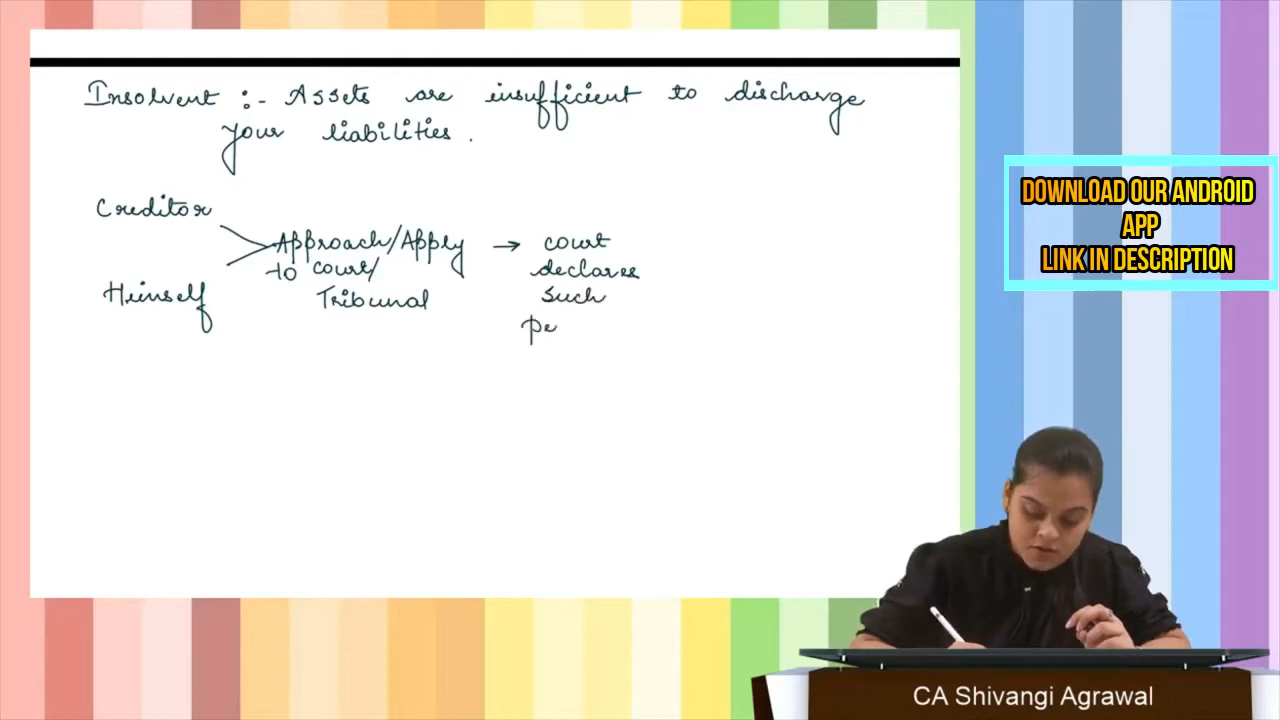 Insolvent :- Assets are insufficient to discharge
your liabilities.
Creditor
Himself
Approach/Apply
to court/
Tribunal
→ court
declares
such
pe
DOWNLOAD OUR ANDROID
APP
LINK IN DESCRIPTION
CA Shivangi Agrawal